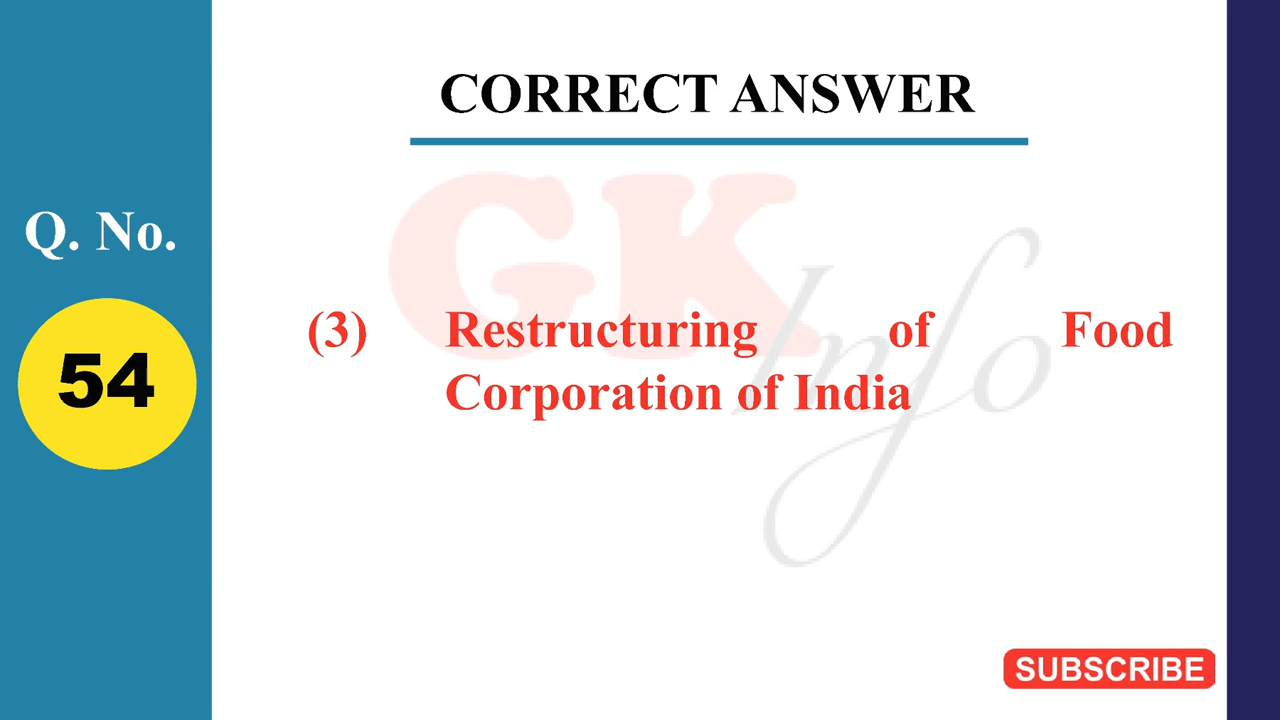 CORRECT ANSWER
Q. No.
54
GK Info
(3) Restructuring of Food
Corporation of India
SUBSCRIBE